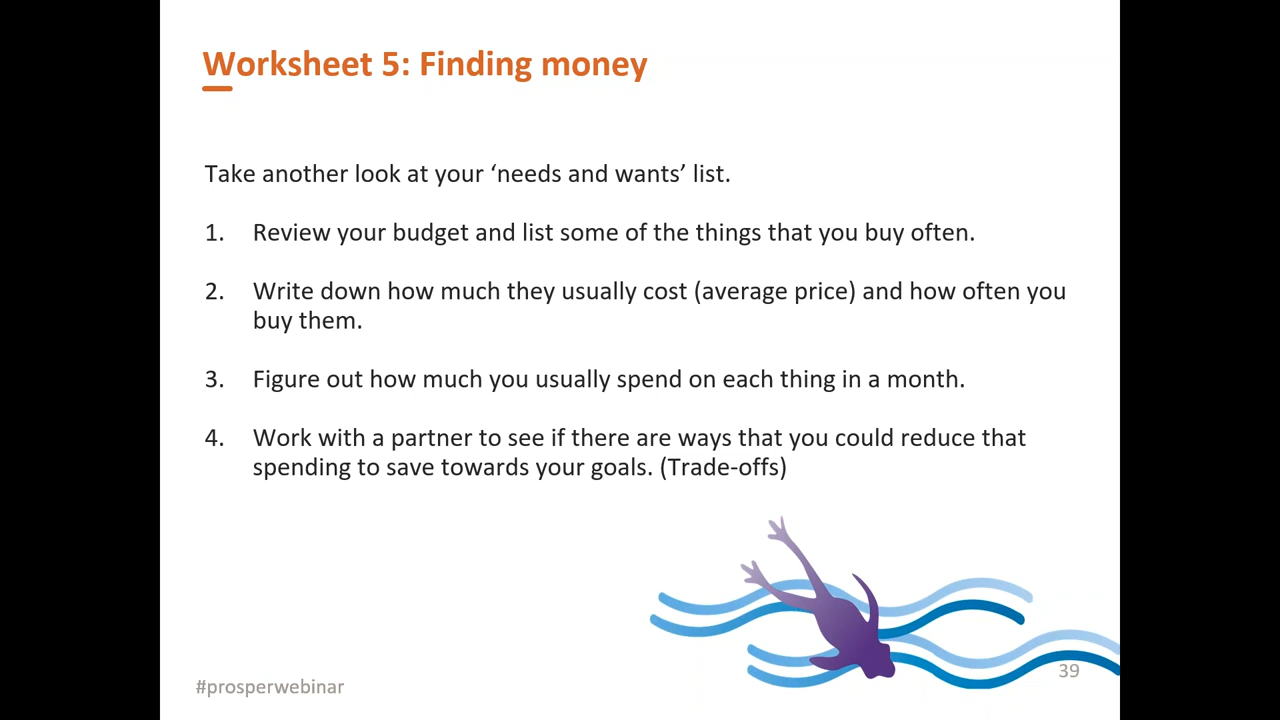 Worksheet 5: Finding money
Take another look at your ‘needs and wants’ list.
1. Review your budget and list some of the things that you buy often.
2. Write down how much they usually cost (average price) and how often you
buy them.
3. Figure out how much you usually spend on each thing in a month.
4. Work with a partner to see if there are ways that you could reduce that
spending to save towards your goals. (Trade-offs)
#prosperwebinar
39